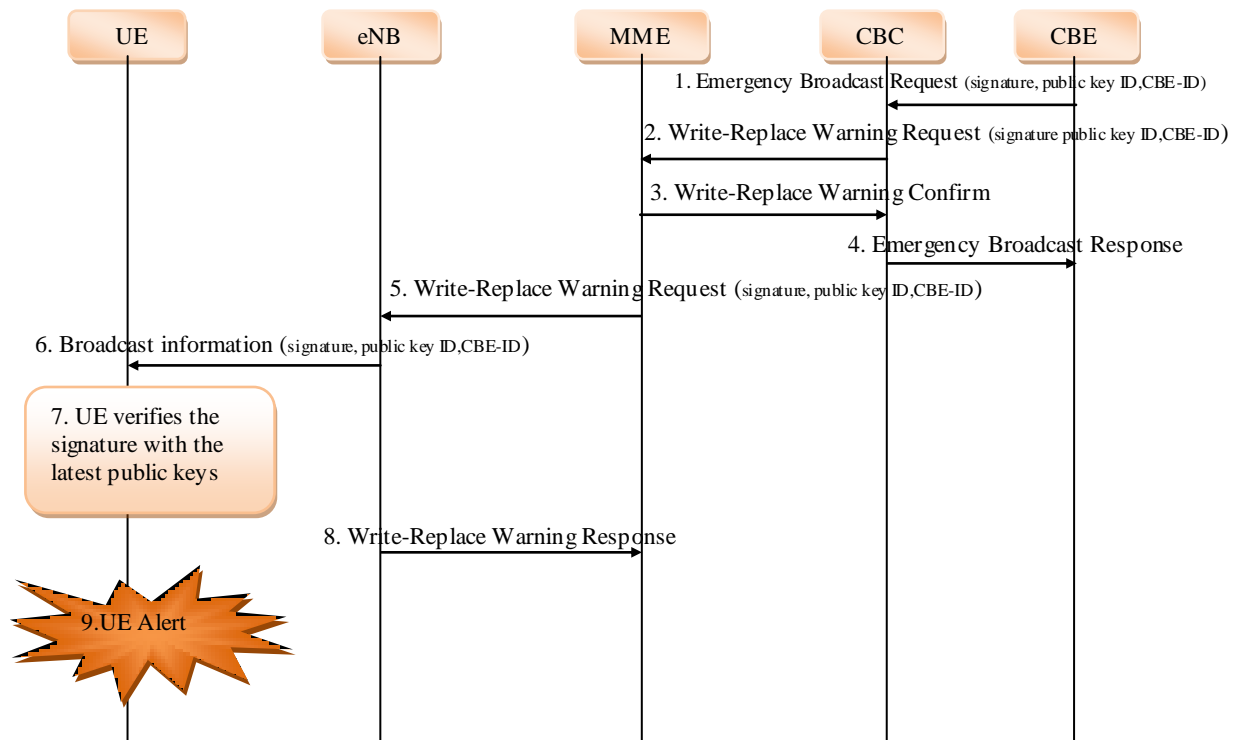 UE eNB MME CBC CBE
1. Emergency Broadcast Request (signature, public key ID,CBE-ID)
2. Write-Replace Warning Request (signature public key ID,CBE-ID)
3. Write-Replace Warning Confirm
4. Emergency Broadcast Response
5. Write-Replace Warning Request (signature, public key ID,CBE-ID)
6. Broadcast information (signature, public key ID,CBE-ID)
7. UE verifies the
signature with the
latest public keys
8. Write-Replace Warning Response
9.UE Alert